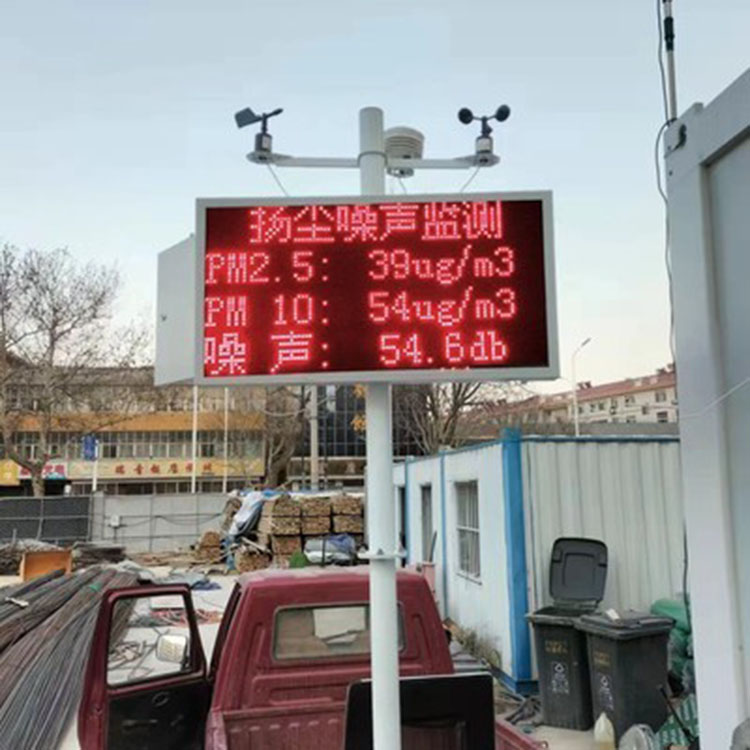 扬尘噪声监测
PM2.5: 39ug/m3
PM 10: 54ug/m3
噪 声: 54.6db